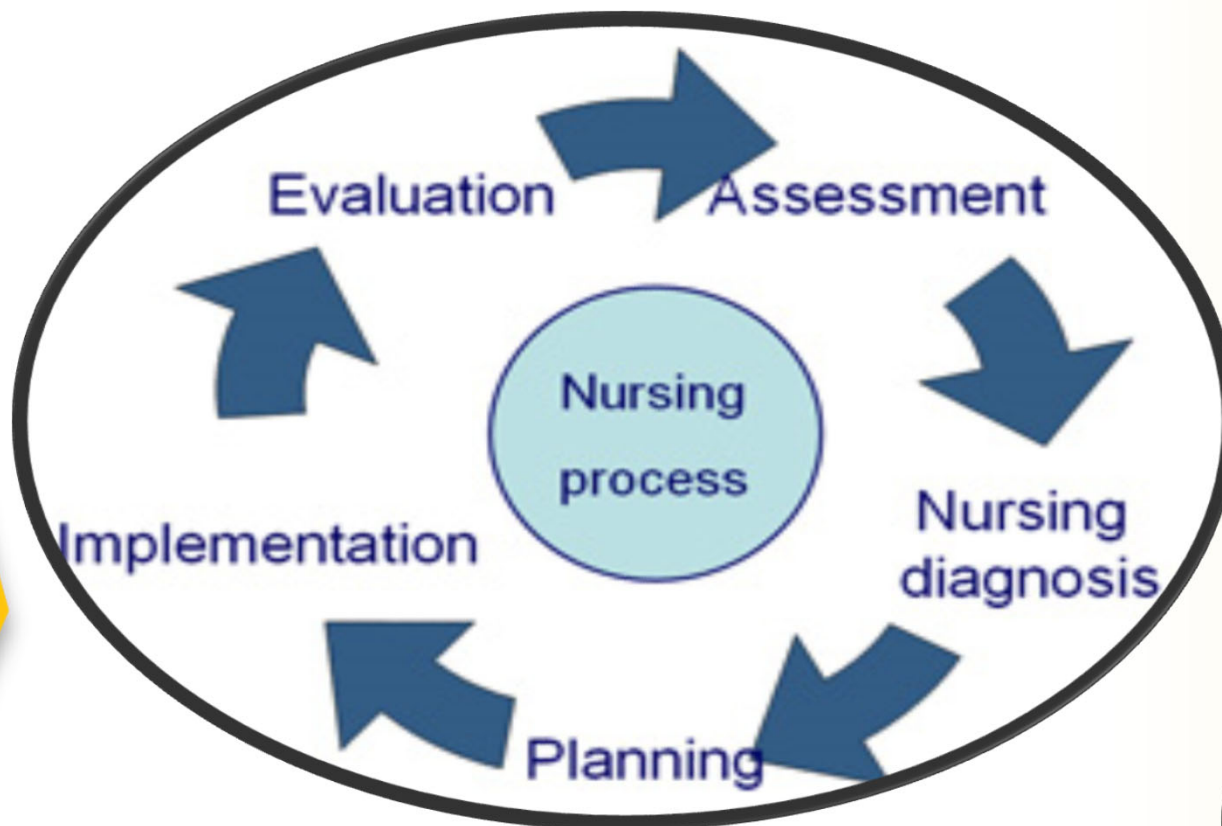 Evaluation
Assessment
Nursing
process
Nursing
diagnosis
Implementation
Planning